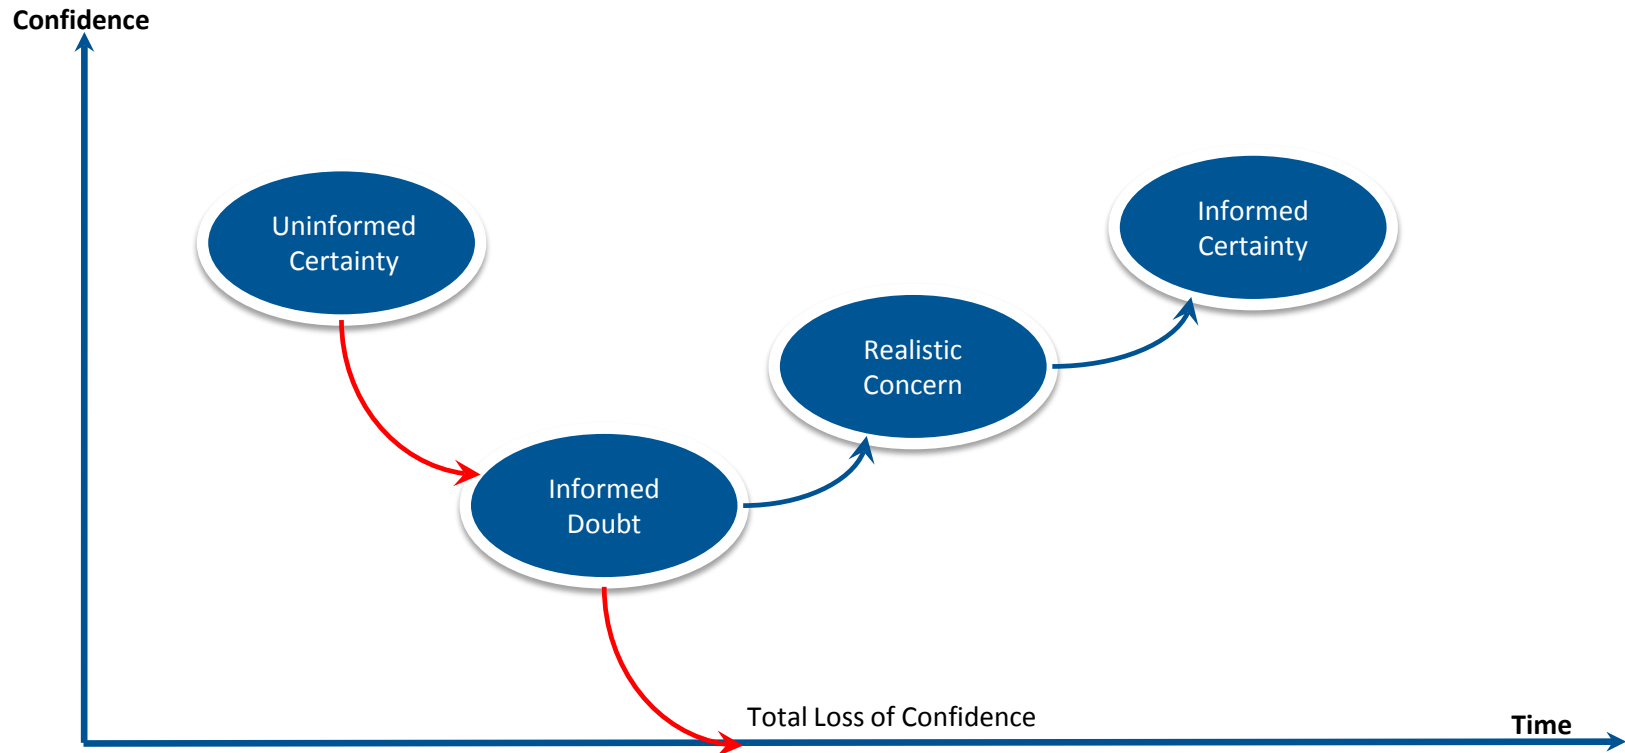 Confidence
Uninformed
Certainty
Informed
Doubt
Realistic
Concern
Informed
Certainty
Total Loss of Confidence
Time